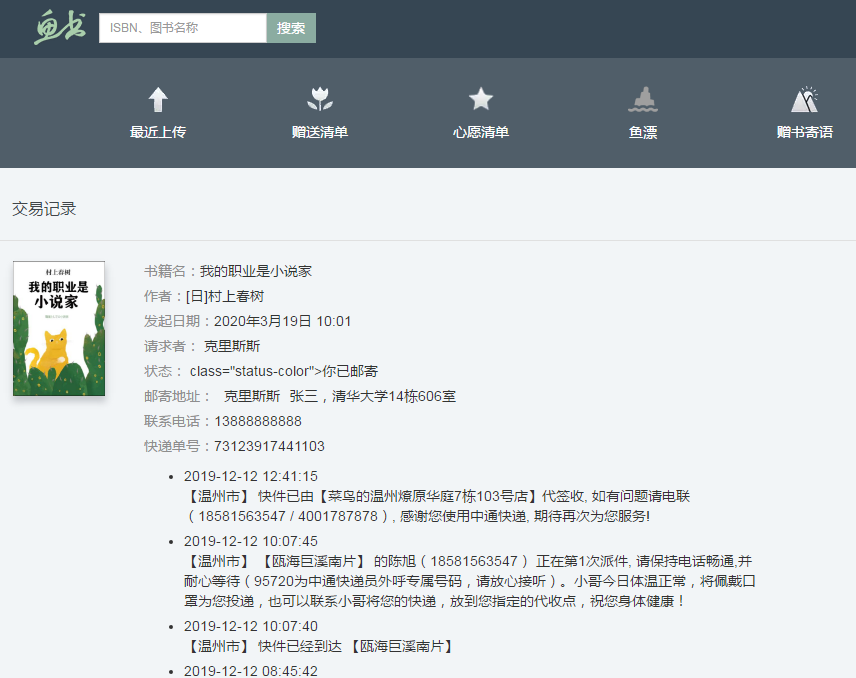 鱼书
ISBN、图书名称
搜索
最近上传
赠送清单
心愿清单
鱼漂
赠书寄语
交易记录
村上春树
我的职业是
小说家
书籍名：我的职业是小说家
作者：[日]村上春树
发起日期：2020年3月19日 10:01
请求者： 克里斯斯
状态： class="status-color">你已邮寄
邮寄地址： 克里斯斯 张三，清华大学14栋606室
联系电话：13888888888
快递单号：73123917441103
2019-12-12 12:41:15
【温州市】 快件已由【菜鸟的温州燎原华庭7栋103号店】代签收, 如有问题请电联
（ 18581563547 / 4001787878 ）, 感谢您使用中通快递, 期待再次为您服务!
2019-12-12 10:07:45
【温州市】 【瓯海巨溪南片】 的陈旭（ 18581563547 ） 正在第1次派件, 请保持电话畅通,并
耐心等待（ 95720为中通快递员外呼专属号码，请放心接听 ）。小哥今日体温正常，将佩戴口
罩为您投递，也可以联系小哥将您的快递，放到您指定的代收点，祝您身体健康！
2019-12-12 10:07:40
【温州市】 快件已经到达 【瓯海巨溪南片】
2019-12-12 08:45:42